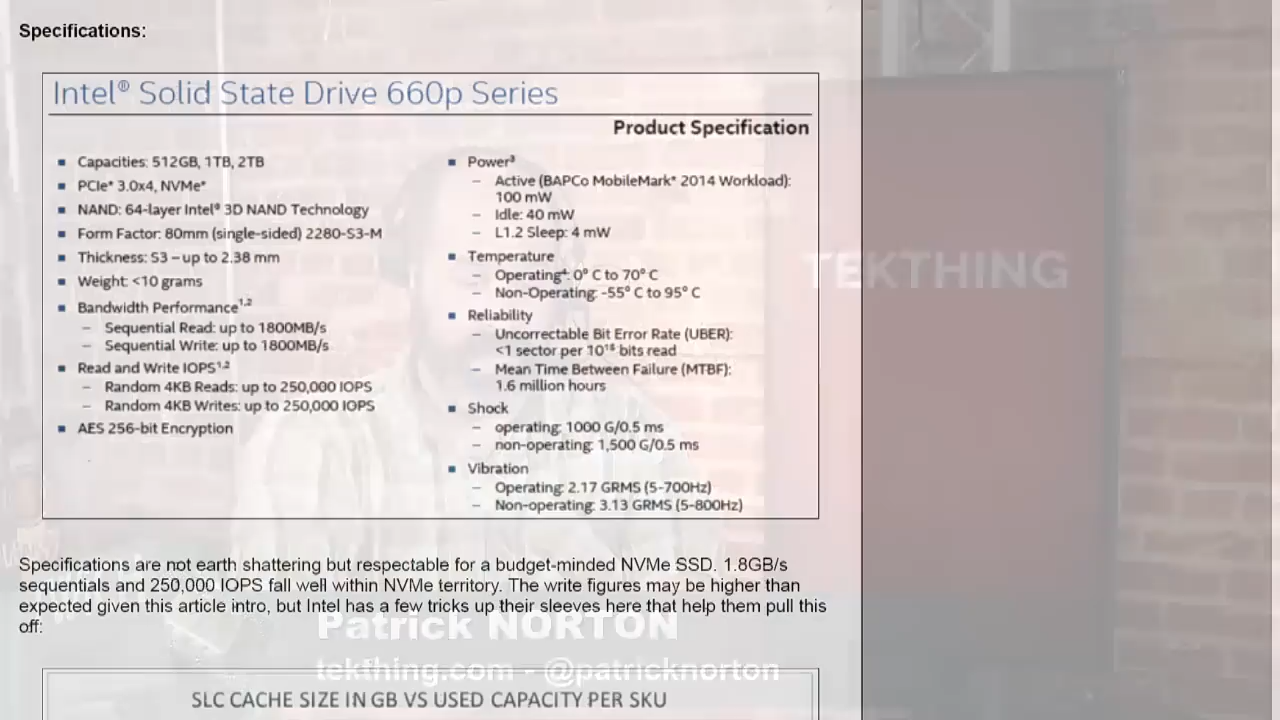 Specifications:
Intel® Solid State Drive 660p Series
Product Specification
▪ Capacities: 512GB, 1TB, 2TB
▪ PCIe* 3.0x4, NVMe*
▪ NAND: 64-layer Intel® 3D NAND Technology
▪ Form Factor: 80mm (single-sided) 2280-S3-M
▪ Thickness: S3 – up to 2.38 mm
▪ Weight: <10 grams
▪ Bandwidth Performance¹,²
– Sequential Read: up to 1800MB/s
– Sequential Write: up to 1800MB/s
▪ Read and Write IOPS¹,²
– Random 4KB Reads: up to 250,000 IOPS
– Random 4KB Writes: up to 250,000 IOPS
▪ AES 256-bit Encryption
▪ Power³
– Active (BAPCo MobileMark* 2014 Workload):
100 mW
– Idle: 40 mW
– L1.2 Sleep: 4 mW
▪ Temperature
– Operating⁴: 0° C to 70° C
– Non-Operating: -55° C to 95° C
▪ Reliability
– Uncorrectable Bit Error Rate (UBER):
<1 sector per 10¹⁵ bits read
– Mean Time Between Failure (MTBF):
1.6 million hours
▪ Shock
– operating: 1000 G/0.5 ms
– non-operating: 1,500 G/0.5 ms
▪ Vibration
– Operating: 2.17 GRMS (5-700Hz)
– Non-operating: 3.13 GRMS (5-800Hz)
TEKTHING
Specifications are not earth shattering but respectable for a budget-minded NVMe SSD. 1.8GB/s
sequentials and 250,000 IOPS fall well within NVMe territory. The write figures may be higher than
expected given this article intro, but Intel has a few tricks up their sleeves here that help them pull this
off:
Patrick NORTON
tekthing.com - @patricknorton
SLC CACHE SIZE IN GB VS USED CAPACITY PER SKU